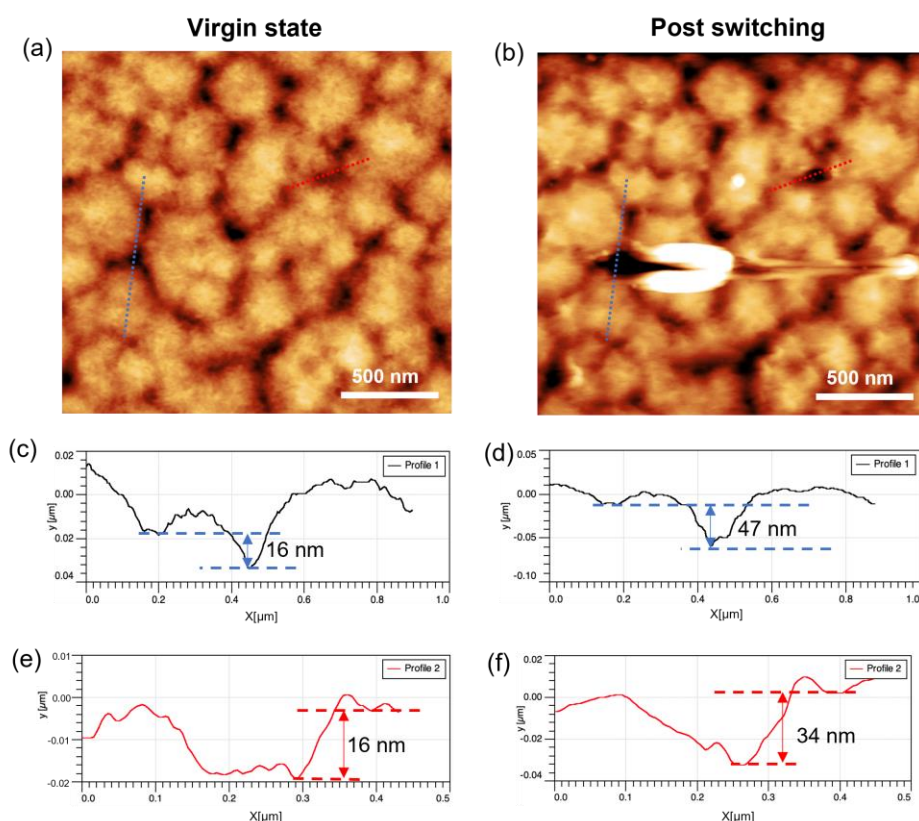 Virgin state
Post switching
(a)
(b)
500 nm
500 nm
(c)
0.02
0.00
0.02
0.04
y [µm]
Profile 1
16 nm
0.0 0.2 0.4 0.6 0.8 1.0
X[µm]
(d)
0.05
0.00
-0.05
-0.10
y [µm]
Profile 1
47 nm
0.0 0.2 0.4 0.6 0.8 1.0
X[µm]
(e)
0.01
0.00
-0.01
-0.02
y [µm]
Profile 2
16 nm
0.0 0.1 0.2 0.3 0.4 0.5
X[µm]
(f)
0.02
0.00
-0.02
-0.04
y [µm]
Profile 2
34 nm
0.0 0.1 0.2 0.3 0.4 0.5
X[µm]